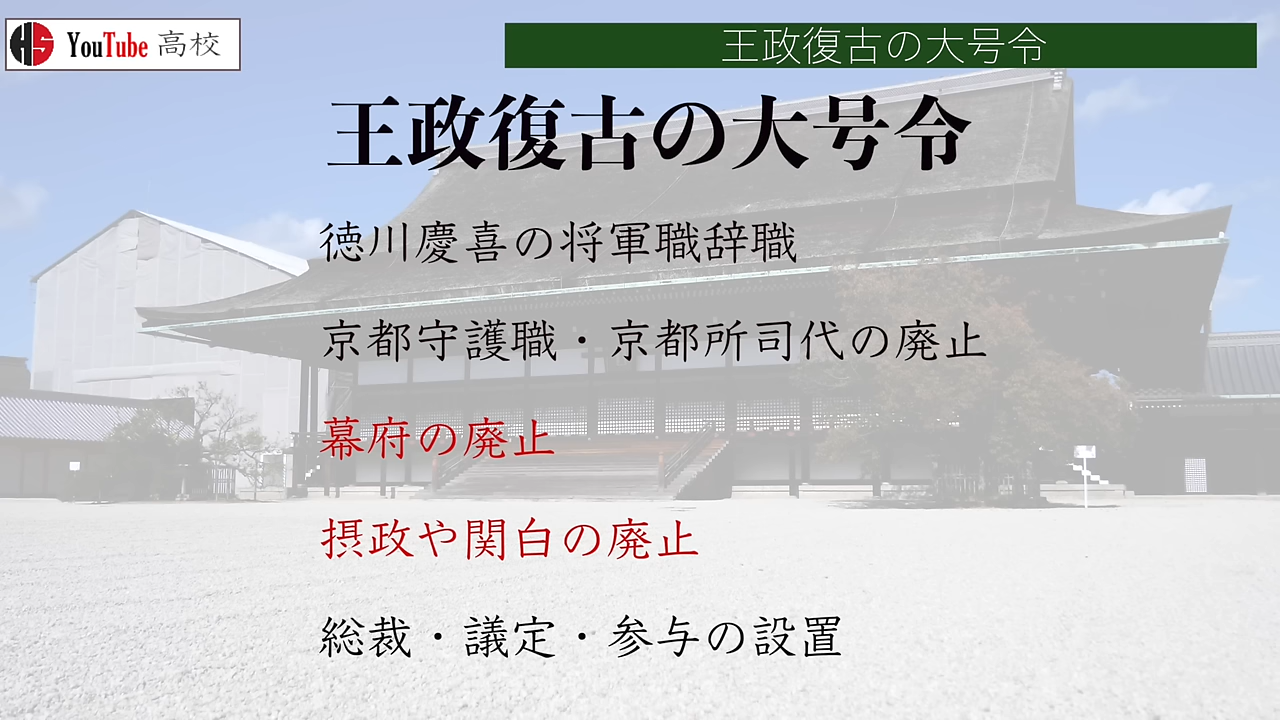 HS YouTube 高校
王政復古の大号令
王政復古の大号令
徳川慶喜の将軍職辞職
京都守護職・京都所司代の廃止
幕府の廃止
摂政や関白の廃止
総裁・議定・参与の設置